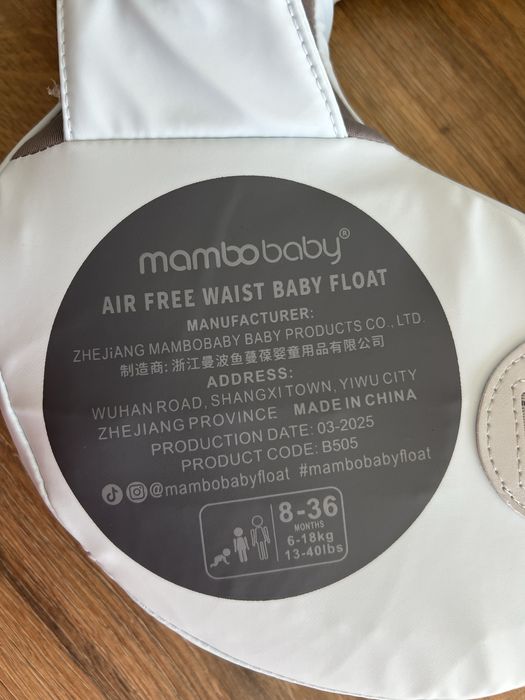 mambobaby®
AIR FREE WAIST BABY FLOAT
MANUFACTURER:
ZHEJiANG MAMBOBABY BABY PRODUCTS CO., LTD.
制造商: 浙江曼波鱼蔓葆婴童用品有限公司
ADDRESS:
WUHAN ROAD, SHANGXI TOWN, YIWU CITY
ZHEJIANG PROVINCE MADE IN CHINA
PRODUCTION DATE: 03-2025
PRODUCT CODE: B505
@mambobabyfloat #mambobabyfloat
8-36
MONTHS
6-18kg
13-40lbs